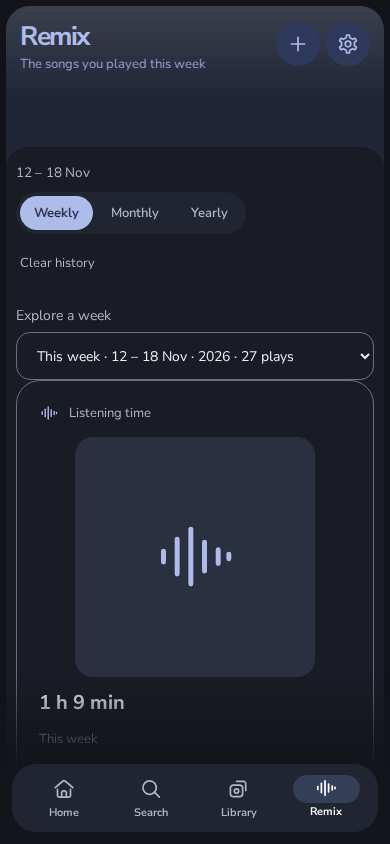 Remix
The songs you played this week
12 – 18 Nov
Weekly
Monthly
Yearly
Clear history
Explore a week
This week · 12 – 18 Nov · 2026 · 27 plays
Listening time
1 h 9 min
This week
Home
Search
Library
Remix